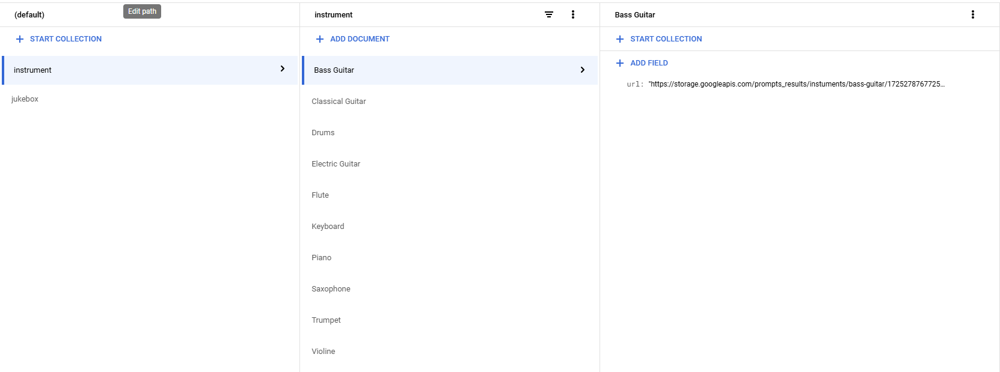 (default)
Edit path
START COLLECTION
instrument
jukebox
instrument
ADD DOCUMENT
Bass Guitar
Classical Guitar
Drums
Electric Guitar
Flute
Keyboard
Piano
Saxophone
Trumpet
Violine
Bass Guitar
START COLLECTION
ADD FIELD
url: "https://storage.googleapis.com/prompts_results/instuments/bass-guitar/1725278767725...